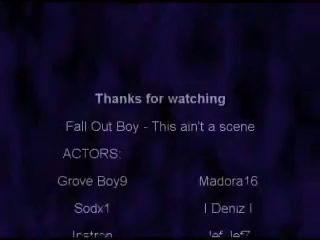 Thanks for watching
Fall Out Boy - This ain't a scene
ACTORS:
Grove Boy9 Madora16
Sodx1 I Deniz I